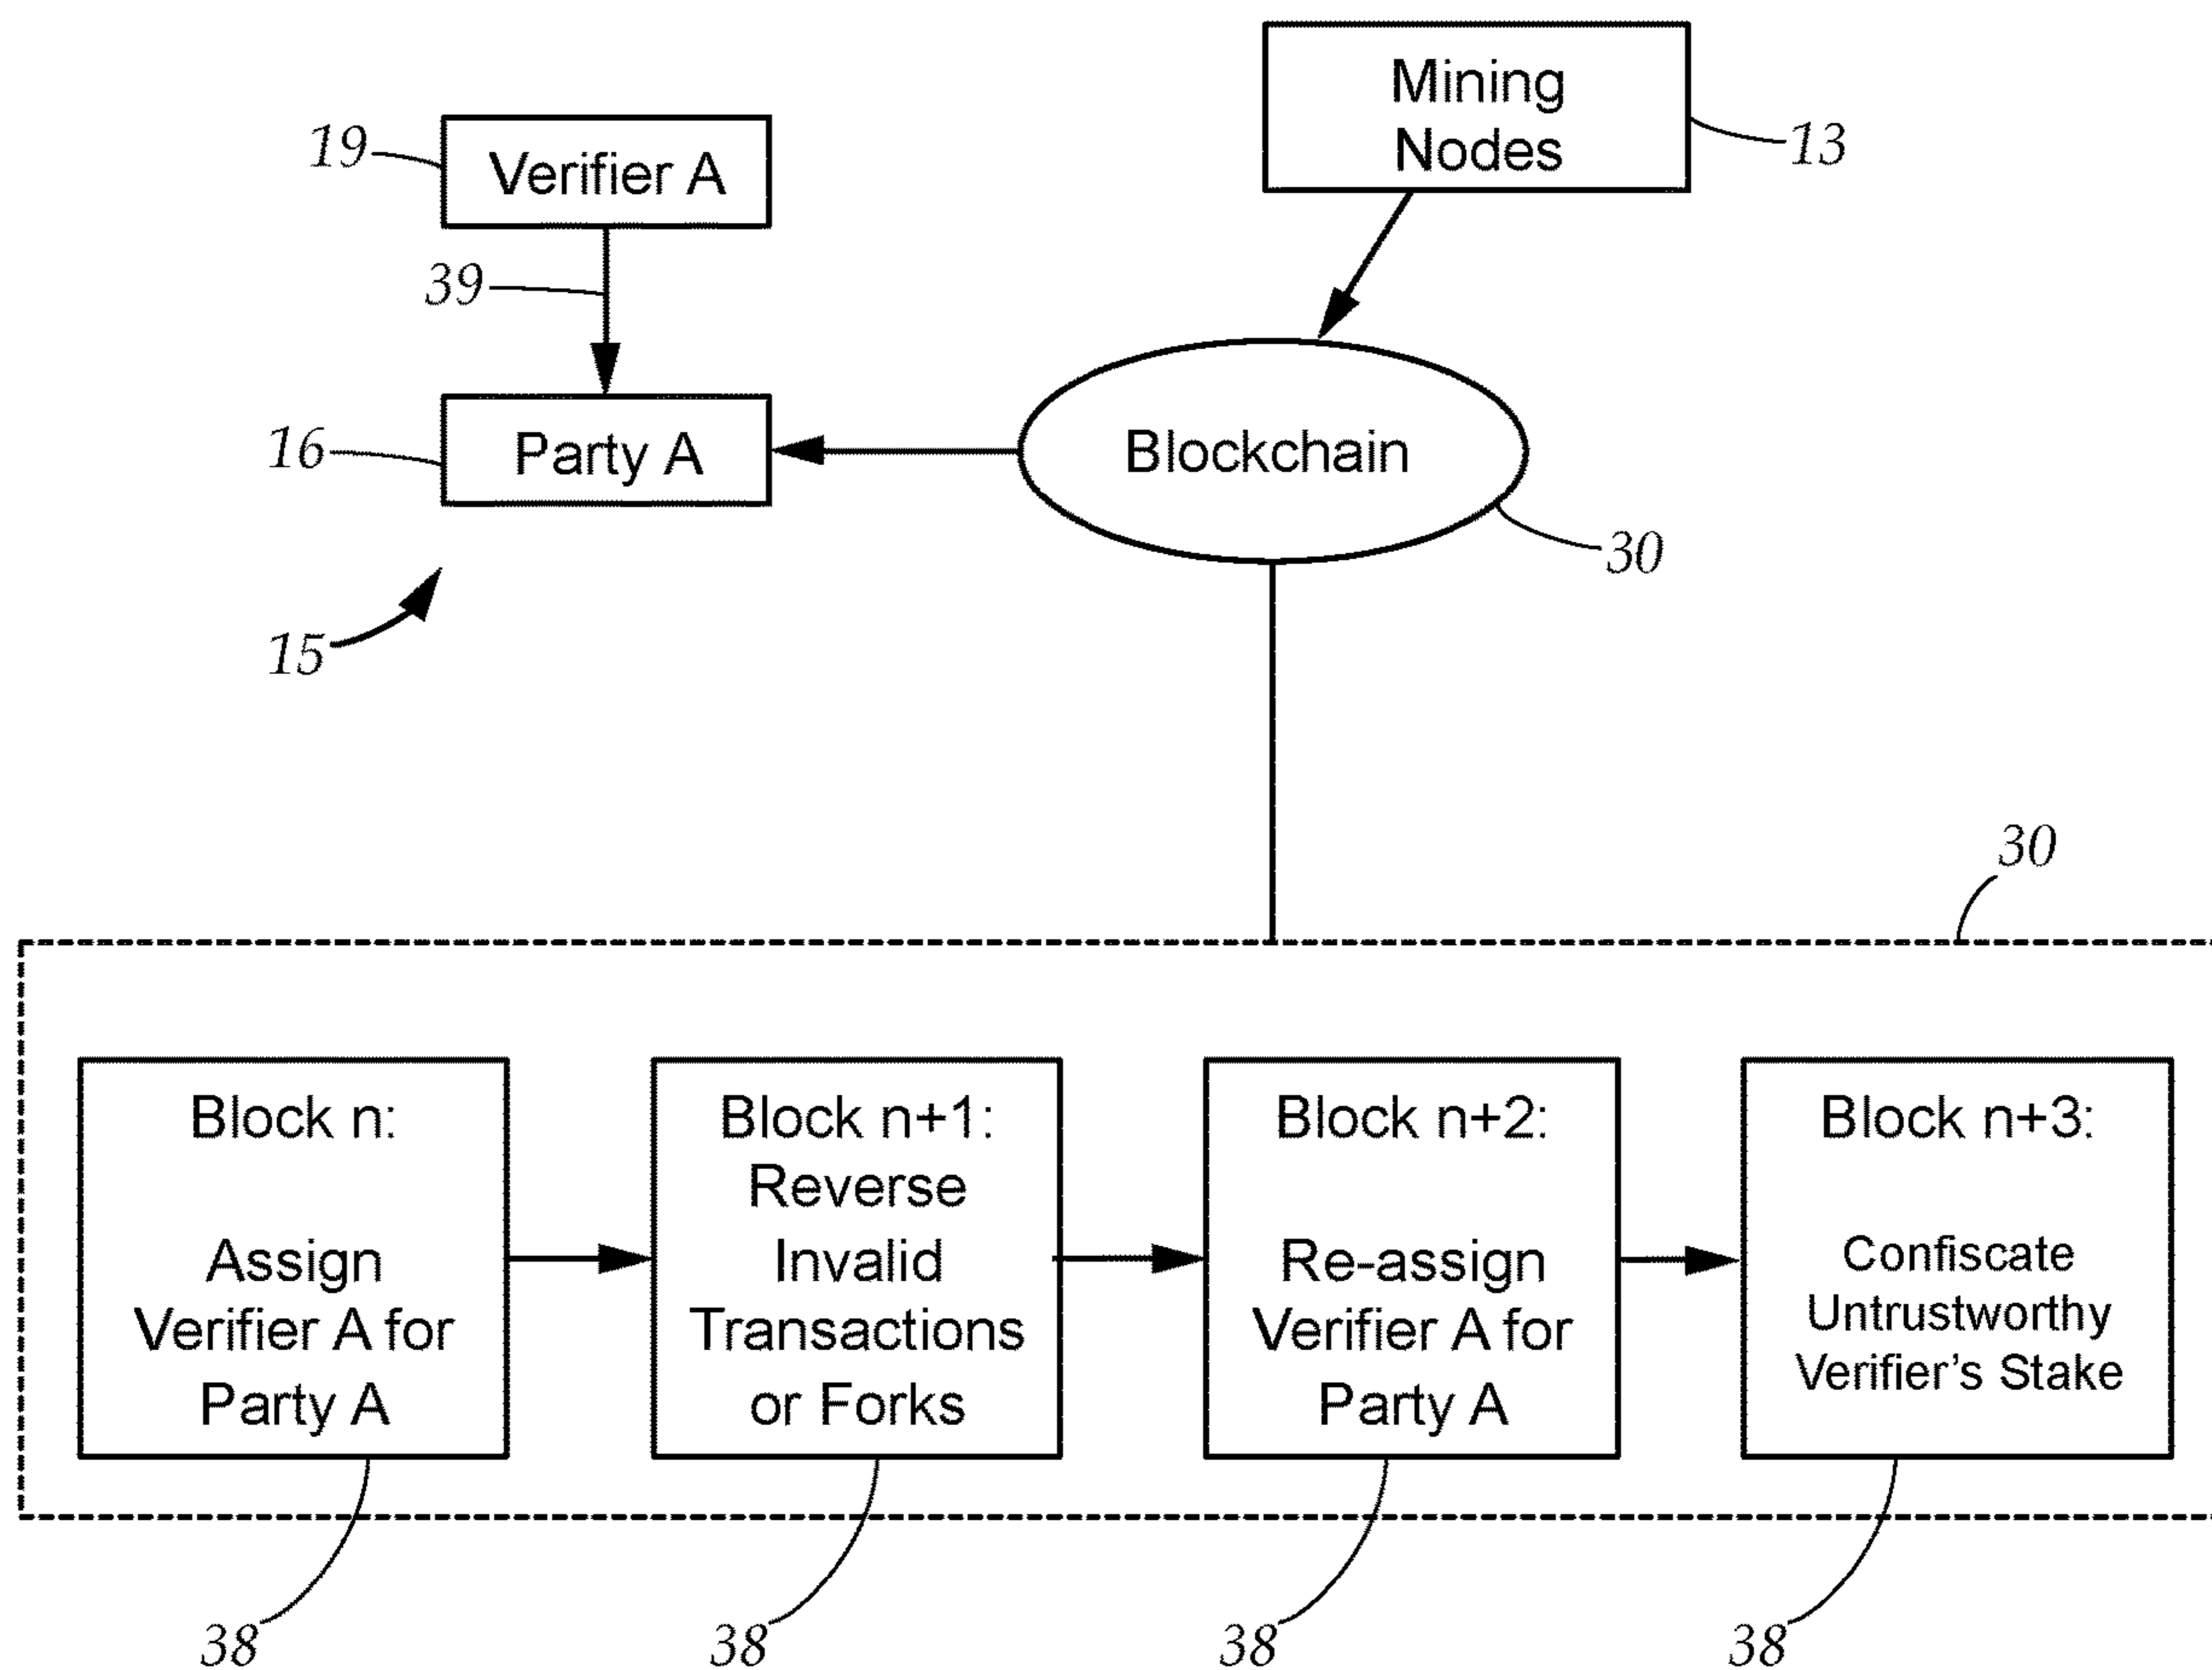 Mining
Nodes
13
19
Verifier A
39
16
Party A
Blockchain
30
15
30
Block n:
Assign
Verifier A for
Party A
Block n+1:
Reverse
Invalid
Transactions
or Forks
Block n+2:
Re-assign
Verifier A for
Party A
Block n+3:
Confiscate
Untrustworthy
Verifier's Stake
38
38
38
38